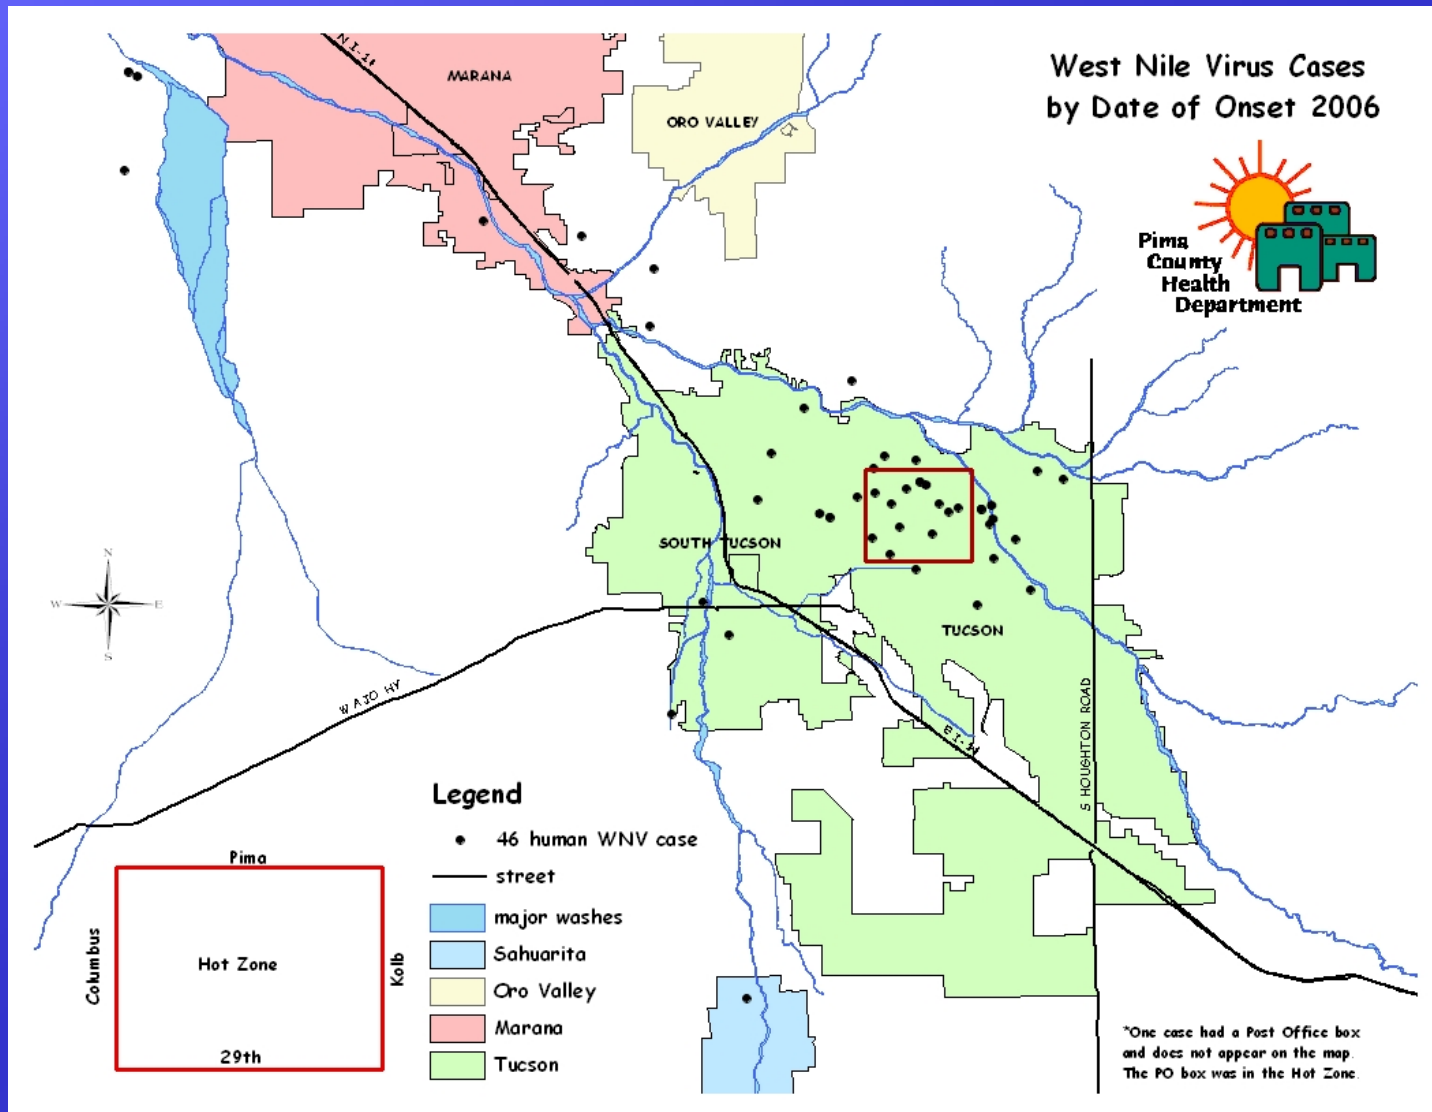 West Nile Virus Cases
by Date of Onset 2006
MARANA
ORO VALLEY
Pima
County
Health
Department
SOUTH TUCSON
TUCSON
N
W
E
S
W AJO HY
S HOUGHTON ROAD
Legend
46 human WNV case
street
major washes
Sahuarita
Oro Valley
Marana
Tucson
Pima
Columbus
Hot Zone
Kolb
29th
*One case had a Post Office box
and does not appear on the map.
The PO box was in the Hot Zone.